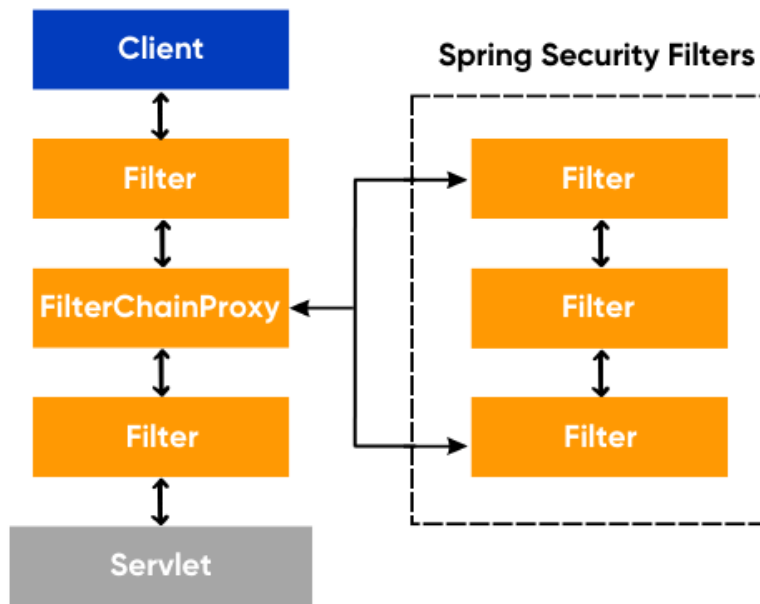 Client
Filter
FilterChainProxy
Filter
Servlet
Spring Security Filters
Filter
Filter
Filter